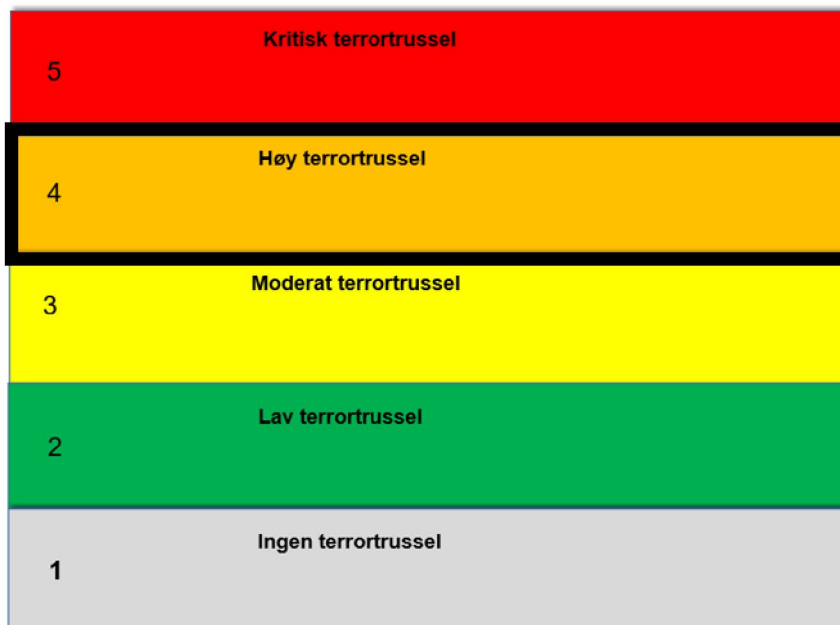 Kritisk terrortrussel
5
Høy terrortrussel
4
Moderat terrortrussel
3
Lav terrortrussel
2
Ingen terrortrussel
1